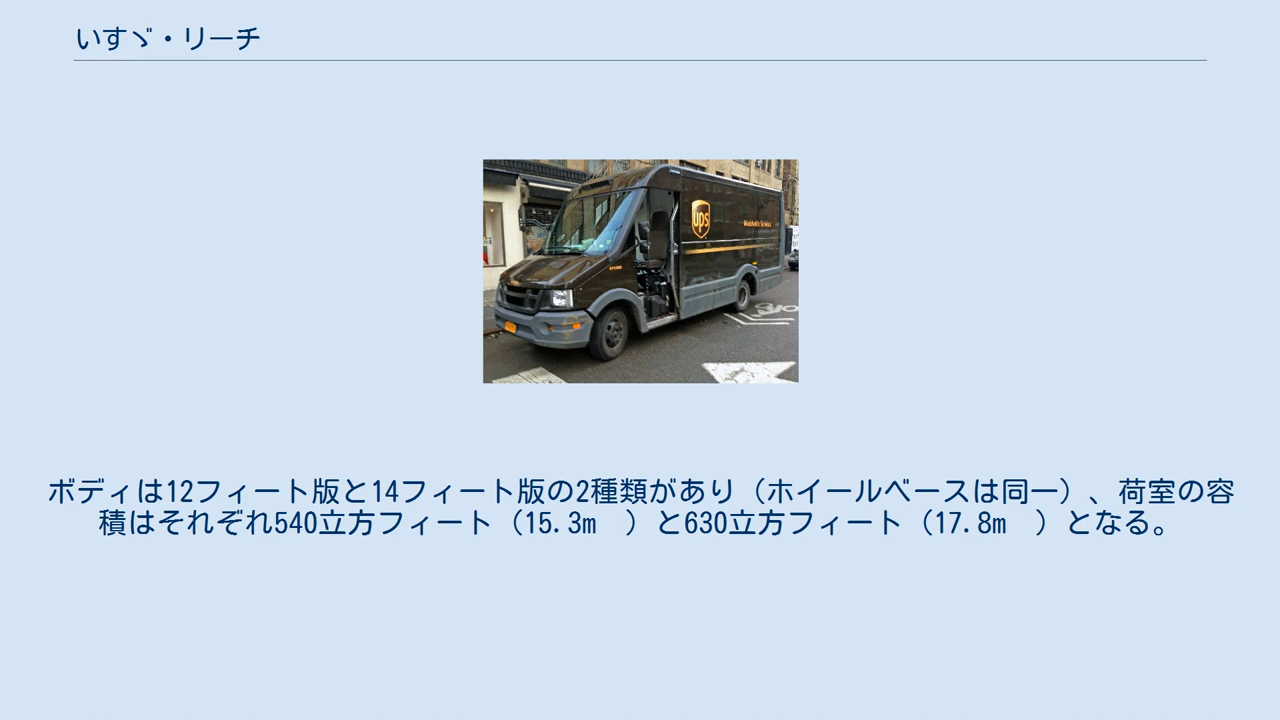 いすゞ・リーチ
ups
ボディは12フィート版と14フィート版の2種類があり（ホイールベースは同一）、荷室の容
積はそれぞれ540立方フィート（15.3m　）と630立方フィート（17.8m　）となる。